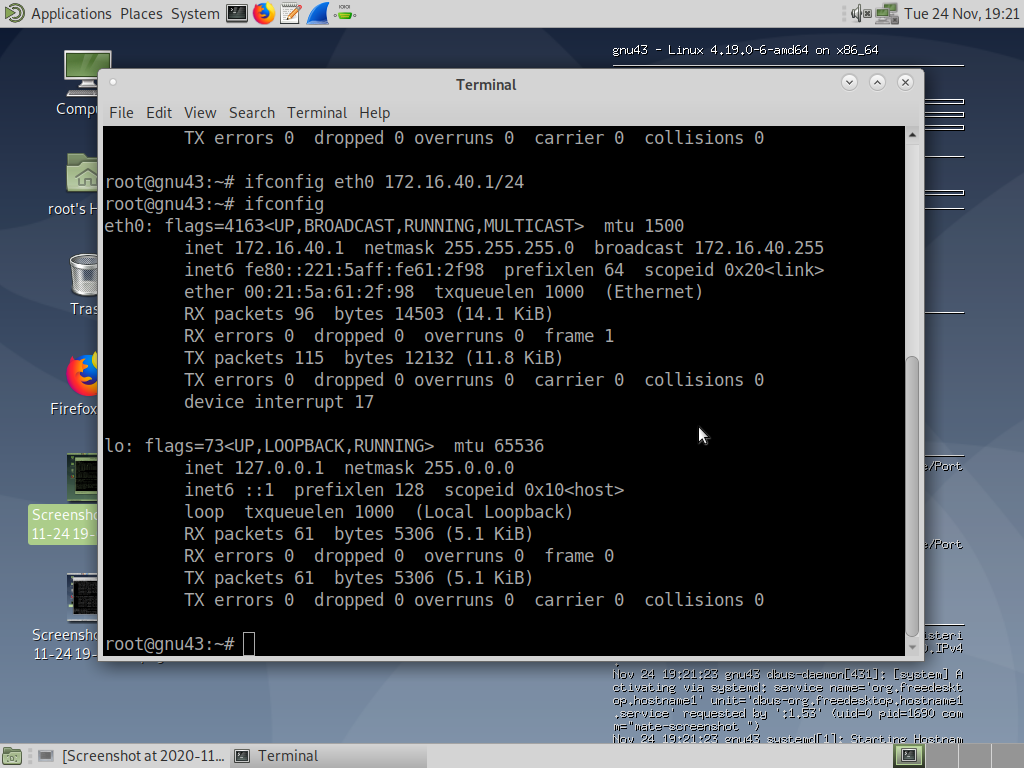 Applications Places System
Tue 24 Nov, 19:21
gnu43 - Linux 4.19.0-6-amd64 on x86_64
Terminal
File Edit View Search Terminal Help
TX errors 0 dropped 0 overruns 0 carrier 0 collisions 0
root@gnu43:~# ifconfig eth0 172.16.40.1/24
root@gnu43:~# ifconfig
eth0: flags=4163<UP,BROADCAST,RUNNING,MULTICAST> mtu 1500
inet 172.16.40.1 netmask 255.255.255.0 broadcast 172.16.40.255
inet6 fe80::221:5aff:fe61:2f98 prefixlen 64 scopeid 0x20<link>
ether 00:21:5a:61:2f:98 txqueuelen 1000 (Ethernet)
RX packets 96 bytes 14503 (14.1 KiB)
RX errors 0 dropped 0 overruns 0 frame 1
TX packets 115 bytes 12132 (11.8 KiB)
TX errors 0 dropped 0 overruns 0 carrier 0 collisions 0
device interrupt 17
lo: flags=73<UP,LOOPBACK,RUNNING> mtu 65536
inet 127.0.0.1 netmask 255.0.0.0
inet6 ::1 prefixlen 128 scopeid 0x10<host>
loop txqueuelen 1000 (Local Loopback)
RX packets 61 bytes 5306 (5.1 KiB)
RX errors 0 dropped 0 overruns 0 frame 0
TX packets 61 bytes 5306 (5.1 KiB)
TX errors 0 dropped 0 overruns 0 carrier 0 collisions 0
root@gnu43:~#
Compu
root's H
Tras
Firefox
Screensho
11-24 19-
Screensho
11-24 19-
e/Port
e/Port
isteri
.IPv4
Nov 24 19:21:23 gnu43 dbus-daemon[431]: [system] A
ctivating via systemd: service name='org.freedeskt
op.hostname1' unit='dbus-org.freedesktop.hostname1
.service' requested by ':1.53' (uid=0 pid=1690 com
m="mate-screenshot ")
Nov 24 19:21:23 gnu43 systemd[1]: Starting Hostnam
[Screenshot at 2020-11...
Terminal